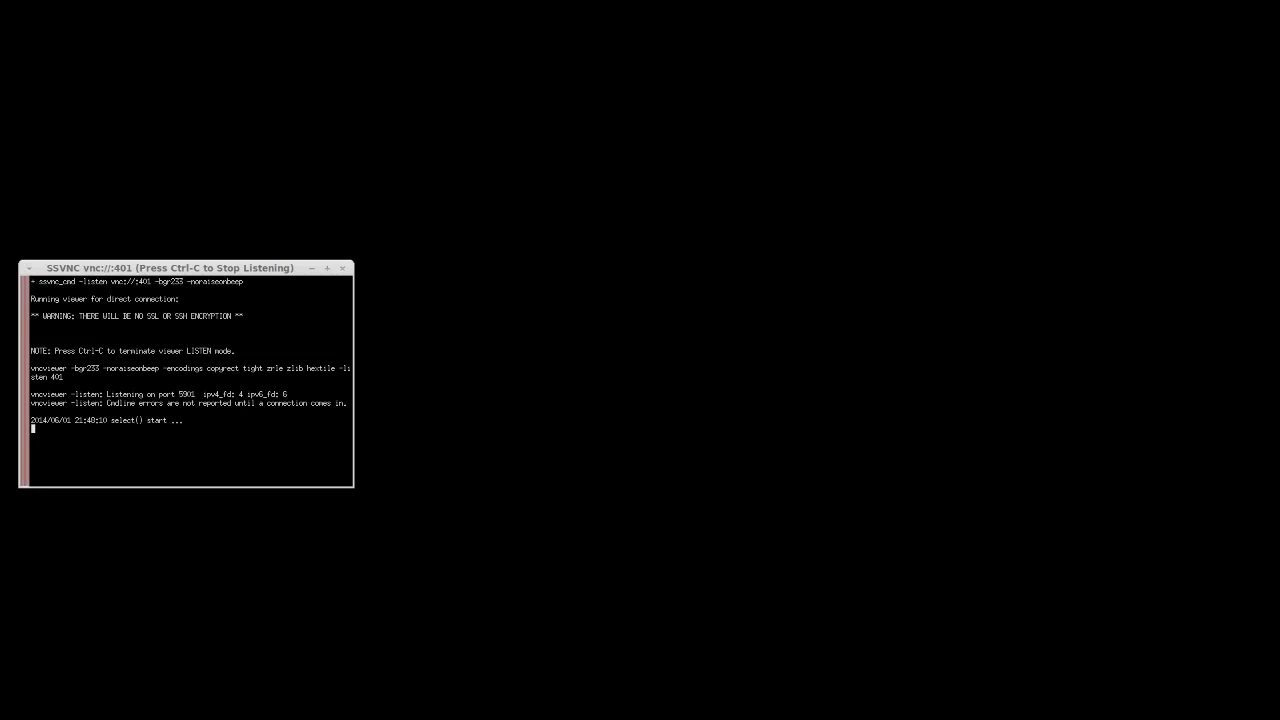 SSVNC vnc://:401 (Press Ctrl-C to Stop Listening)
+ ssvnc_cmd -listen vnc://:401 -bgr233 -noraiseonbeep
Running viewer for direct connection:
** WARNING: THERE WILL BE NO SSL OR SSH ENCRYPTION **
NOTE: Press Ctrl-C to terminate viewer LISTEN mode.
vncviewer -bgr233 -noraiseonbeep -encodings copyrect tight zrle zlib hextile -li
sten 401
vncviewer -listen: Listening on port 5901  ipv4_fd: 4 ipv6_fd: 6
vncviewer -listen: Cmdline errors are not reported until a connection comes in.
2014/06/01 21:48:10 select() start ...